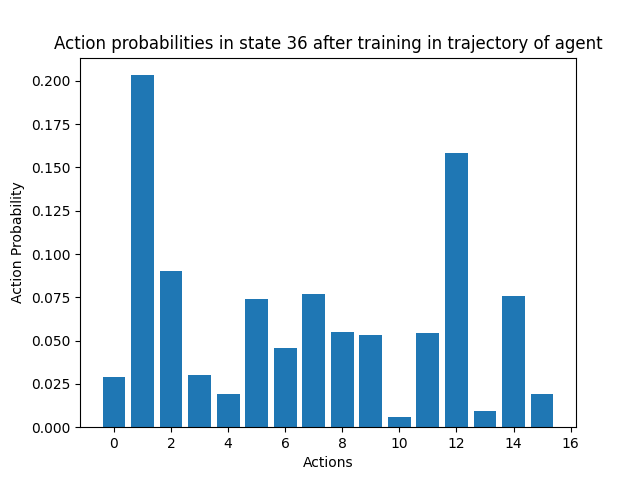 Action probabilities in state 36 after training in trajectory of agent
0.200
0.175
0.150
0.125
0.100
0.075
0.050
0.025
0.000
Action Probability
0 2 4 6 8 10 12 14 16
Actions